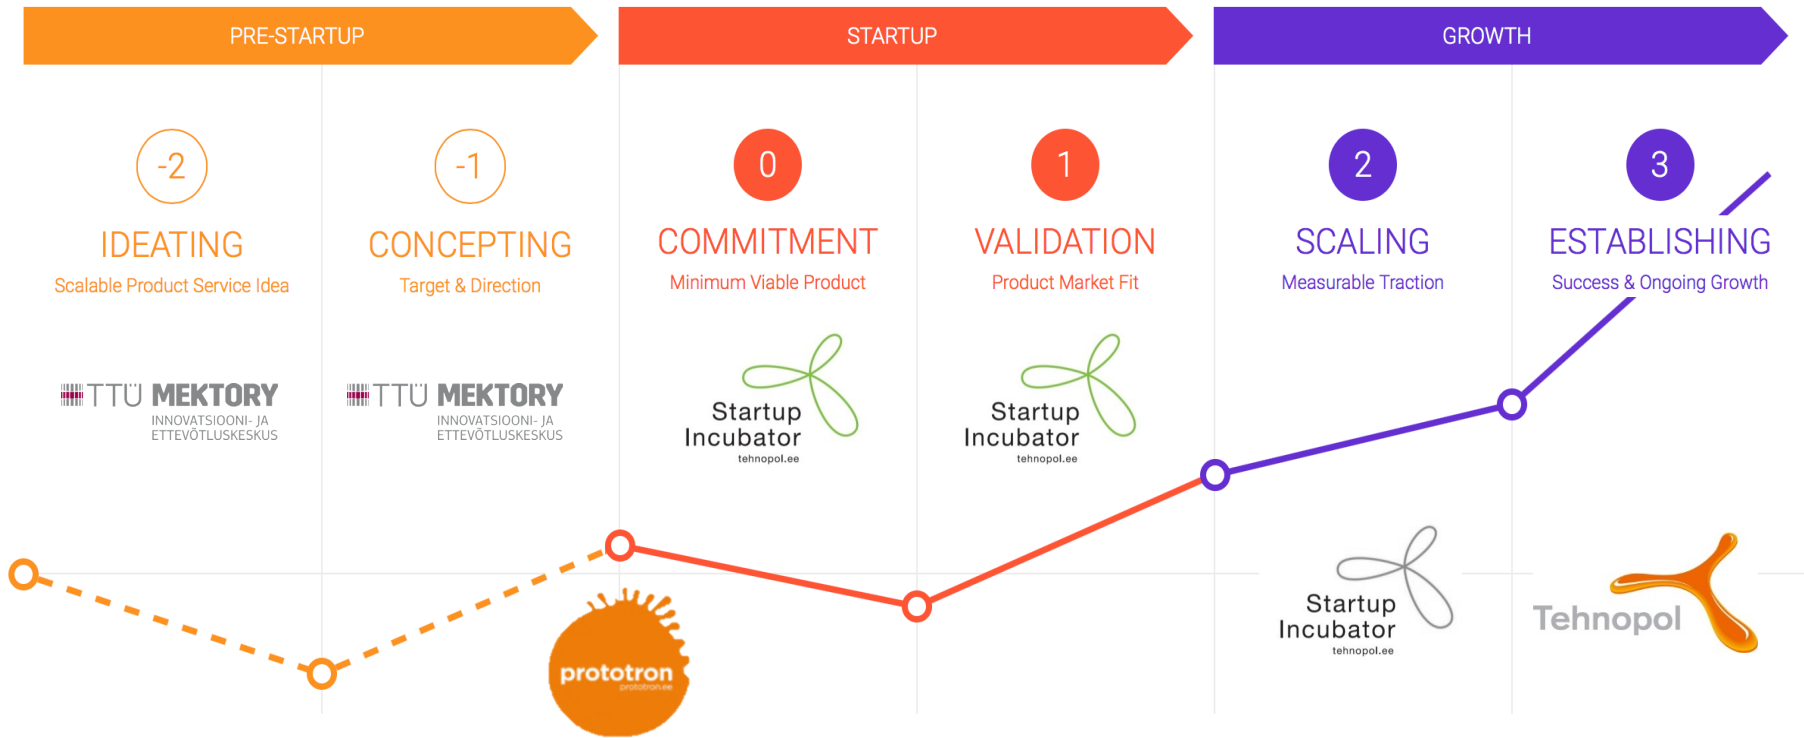 PRE-STARTUP
STARTUP
GROWTH
-2
IDEATING
Scalable Product Service Idea
-1
CONCEPTING
Target & Direction
0
COMMITMENT
Minimum Viable Product
1
VALIDATION
Product Market Fit
2
SCALING
Measurable Traction
3
ESTABLISHING
Success & Ongoing Growth
TTÜ MEKTORY
INNOVATSIOONI- JA
ETTEVÕTLUSKESKUS
TTÜ MEKTORY
INNOVATSIOONI- JA
ETTEVÕTLUSKESKUS
Startup
Incubator
tehnopol.ee
Startup
Incubator
tehnopol.ee
prototron
prototron.ee
Startup
Incubator
tehnopol.ee
Tehnopol